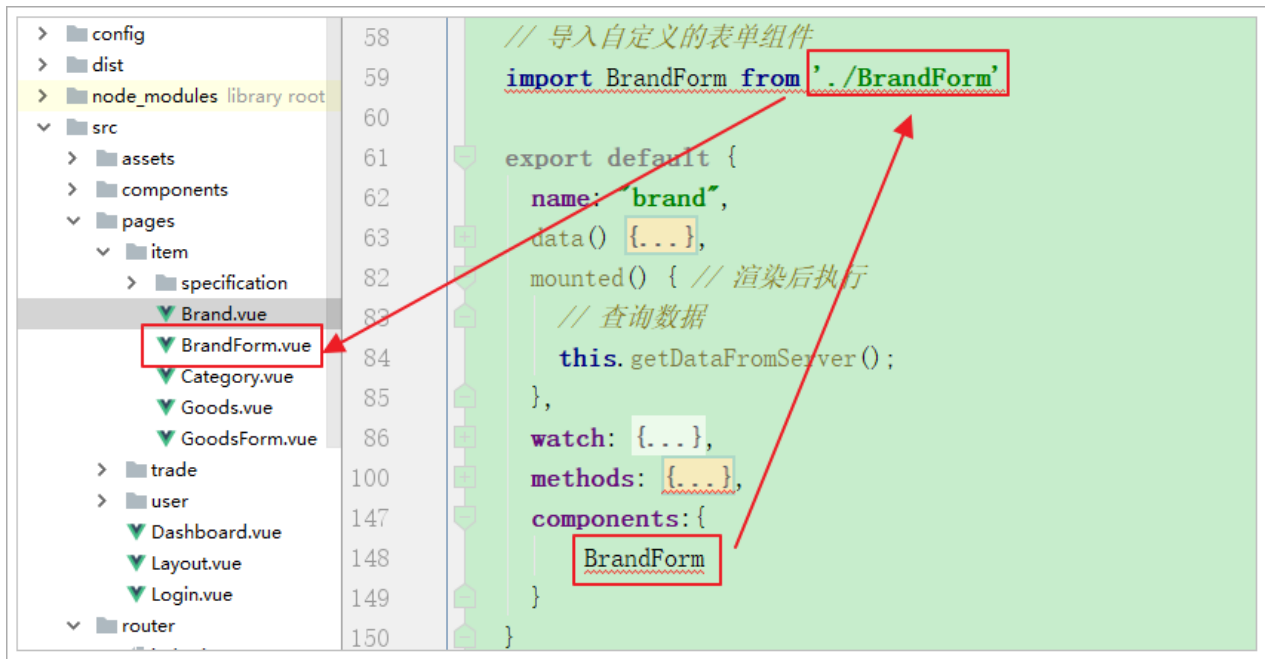 config
dist
node_modules library root
src
assets
components
pages
item
specification
Brand.vue
BrandForm.vue
Category.vue
Goods.vue
GoodsForm.vue
trade
user
Dashboard.vue
Layout.vue
Login.vue
router
58 // 导入自定义的表单组件
59 import BrandForm from './BrandForm'
60
61 export default {
62 name: "brand",
63 data() {...},
82 mounted() { // 渲染后执行
83 // 查询数据
84 this.getDataFromServer();
85 },
86 watch: {...},
100 methods: {...},
147 components:{
148 BrandForm
149 }
150 }